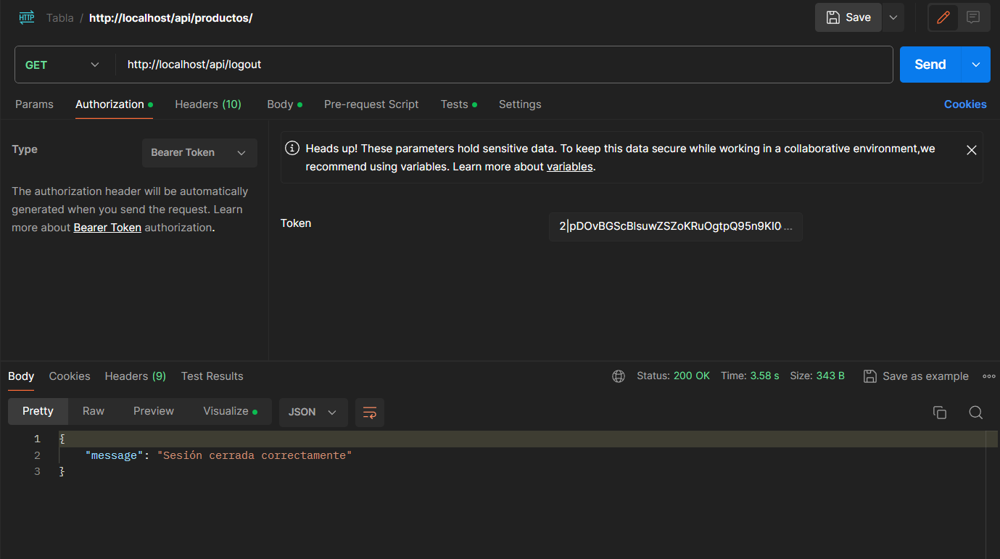 HTTP Tabla / http://localhost/api/productos/ Save
GET http://localhost/api/logout Send
Params Authorization Headers (10) Body Pre-request Script Tests Settings Cookies
Type Bearer Token
The authorization header will be automatically
generated when you send the request. Learn
more about Bearer Token authorization.
Heads up! These parameters hold sensitive data. To keep this data secure while working in a collaborative environment,we
recommend using variables. Learn more about variables.
Token 2|pDOvBGScBlsuwZSZoKRuOgtpQ95n9KI0 ...
Body Cookies Headers (9) Test Results Status: 200 OK Time: 3.58 s Size: 343 B Save as example
Pretty Raw Preview Visualize JSON
1 {
2 "message": "Sesión cerrada correctamente"
3 }